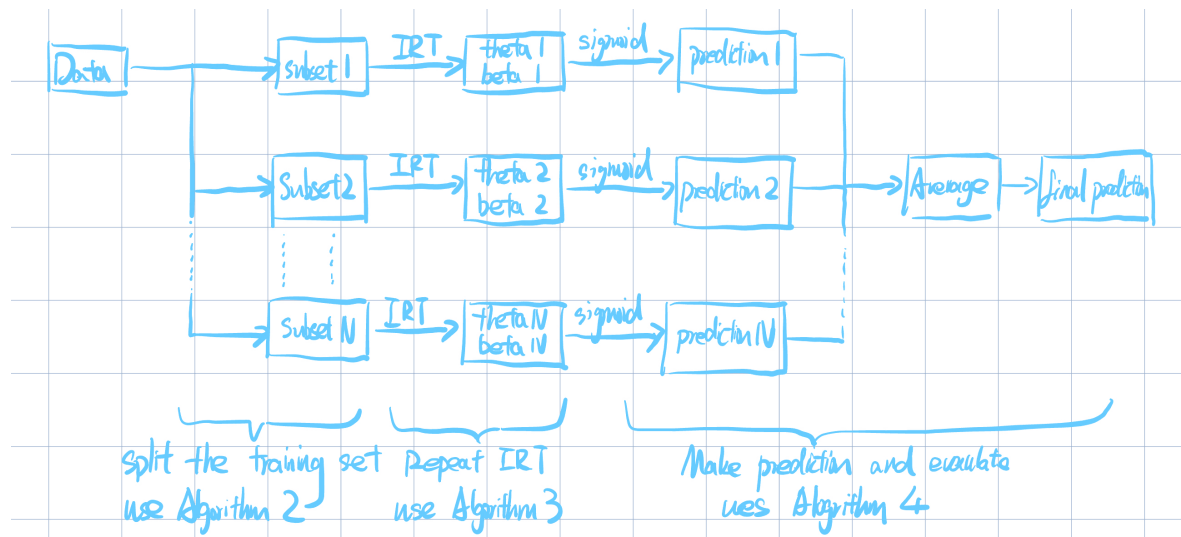 Data
subset 1
IRT
theta 1
beta 1
sigmoid
prediction 1
Subset 2
IRT
theta 2
beta 2
sigmoid
prediction 2
Average
final prediction
Subset N
IRT
theta N
beta N
sigmoid
prediction N
split the training set
use Algorithm 2
Repeat IRT
use Algorithm 3
Make prediction and evaulate
ues Algorithm 4